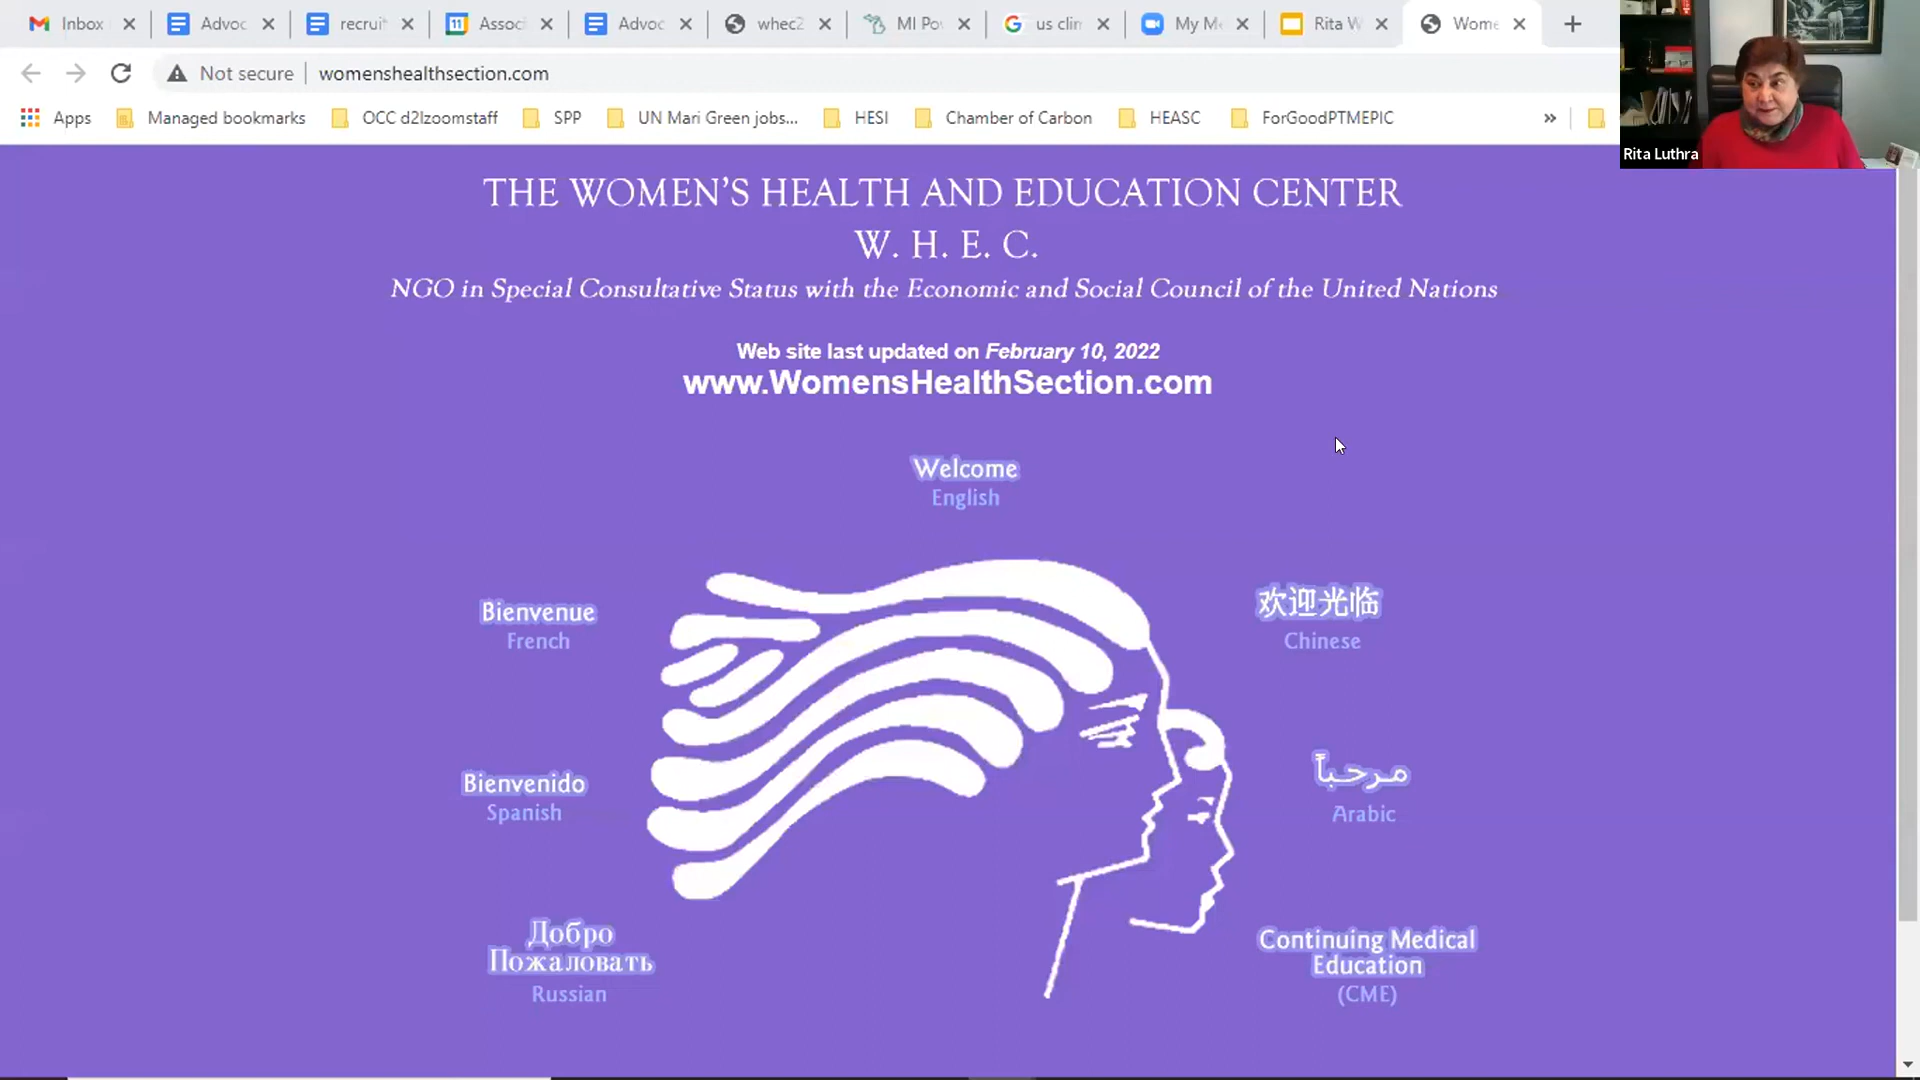 Inbox
Advoc
recruit
Assoc
Advoc
whec2
MI Pov
us clim
My Me
Rita W
Wome
Not secure
womenshealthsection.com
Apps
Managed bookmarks
OCC d2lzoomstaff
SPP
UN Mari Green jobs...
HESI
Chamber of Carbon
HEASC
ForGoodPTMEPIC
»
Rita Luthra
THE WOMEN'S HEALTH AND EDUCATION CENTER
W. H. E. C.
NGO in Special Consultative Status with the Economic and Social Council of the United Nations
Web site last updated on February 10, 2022
www.WomensHealthSection.com
Welcome
English
Bienvenue
French
欢迎光临
Chinese
Bienvenido
Spanish
مرحباً
Arabic
Добро
Пожаловать
Russian
Continuing Medical
Education
(CME)